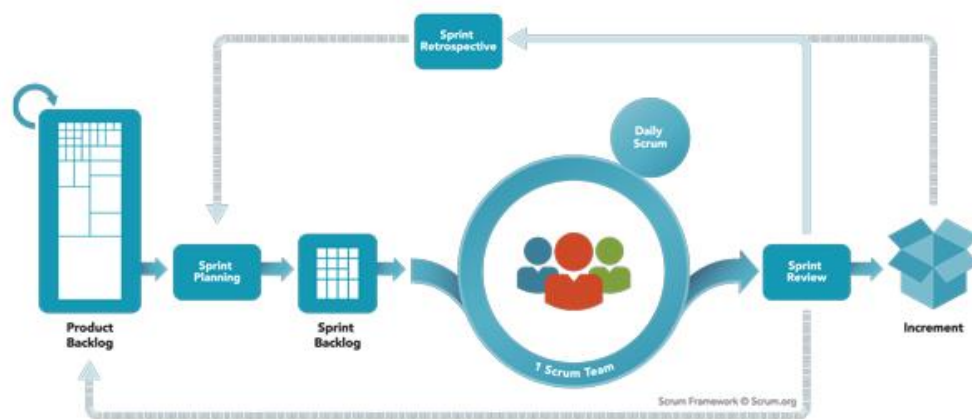 Sprint
Retrospective
Daily
Scrum
Sprint
Planning
Sprint
Review
Product
Backlog
Sprint
Backlog
Increment
1 Scrum Team
Scrum Framework © Scrum.org